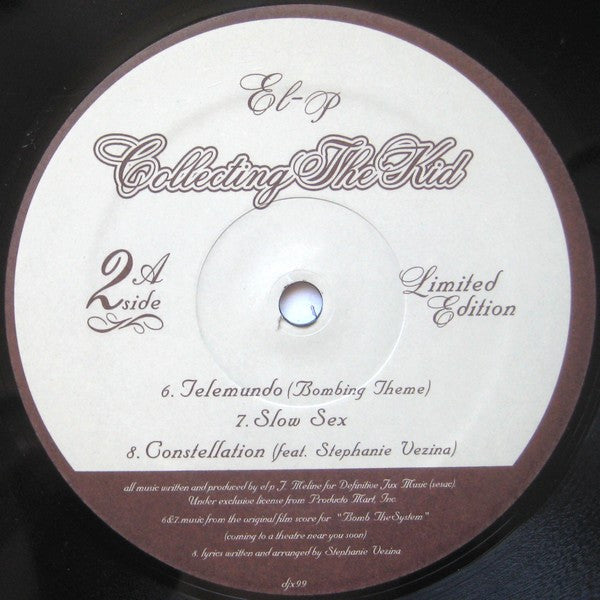 El-P
Collecting The Kid
2A side
Limited Edition
6. Telemundo (Bombing Theme)
7. Slow Sex
8. Constellation (feat. Stephanie Vezina)
all music written and produced by el p J. Meline for Definitive Jux Music (sesac).
Under exclusive license from Producto Mart, Inc.
6&7. music from the original film score for "Bomb The System"
(coming to a theatre near you soon)
8. lyrics written and arranged by Stephanie Vezina
djx99